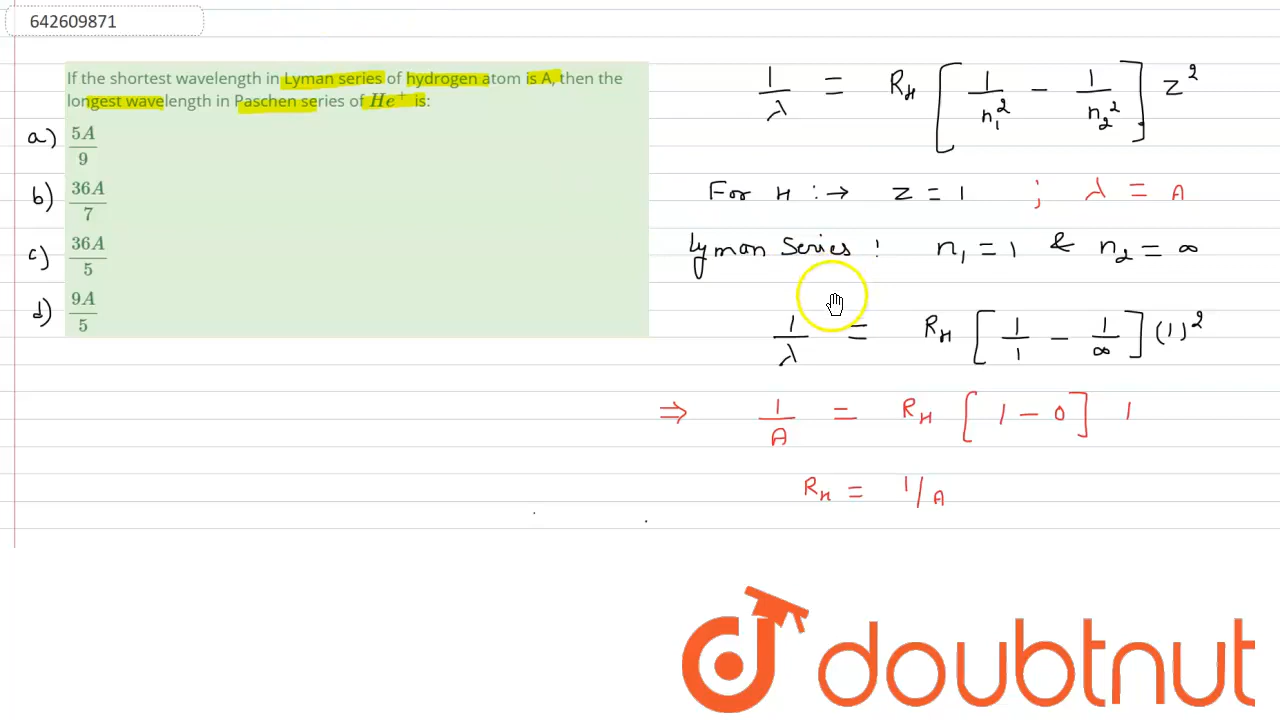 642609871
If the shortest wavelength in Lyman series of hydrogen atom is A, then the
longest wavelength in Paschen series of He⁺ is:
a) 5A/9
b) 36A/7
c) 36A/5
d) 9A/5
1/λ = R_H [1/n₁² − 1/n₂²] z²
For H :→ z = 1 ; λ = A
Lyman Series : n₁ = 1 & n₂ = ∞
1/λ = R_H [1/1 − 1/∞] (1)²
⇒ 1/A = R_H [1 − 0] 1
R_H = 1/A
doubtnut